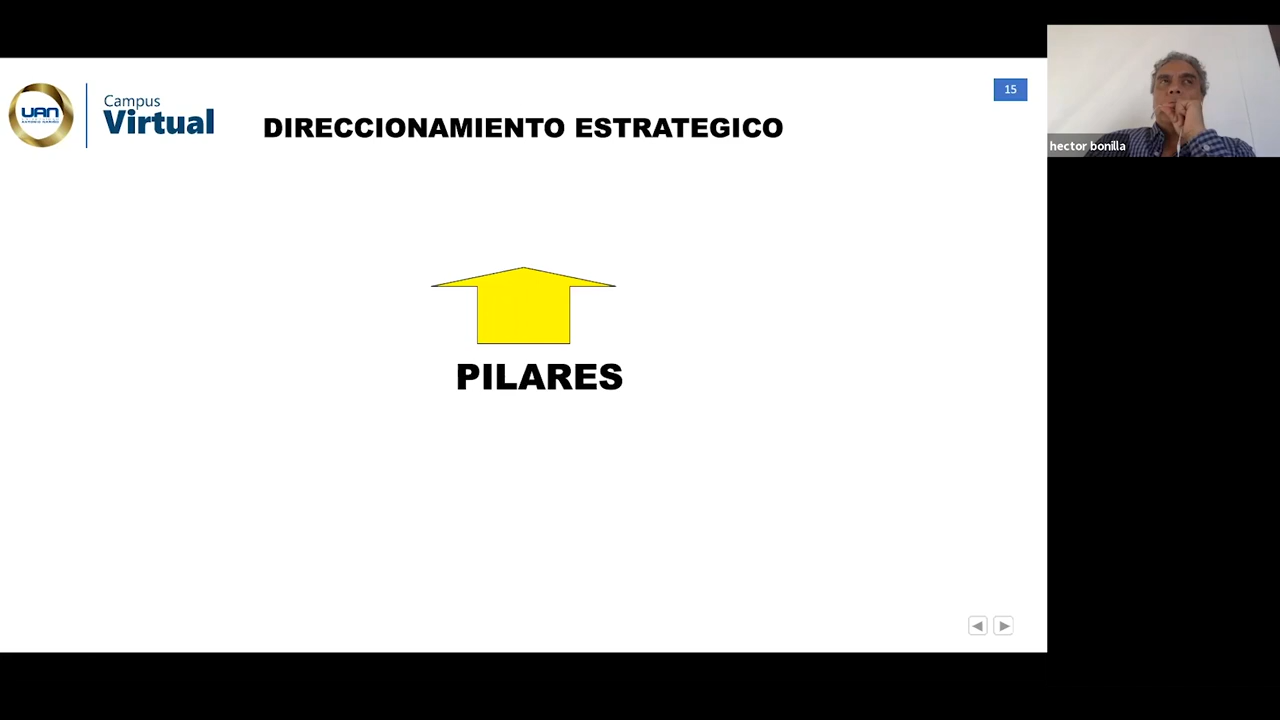 UAN
Campus
Virtual
DIRECCIONAMIENTO ESTRATEGICO
15
hector bonilla
PILARES